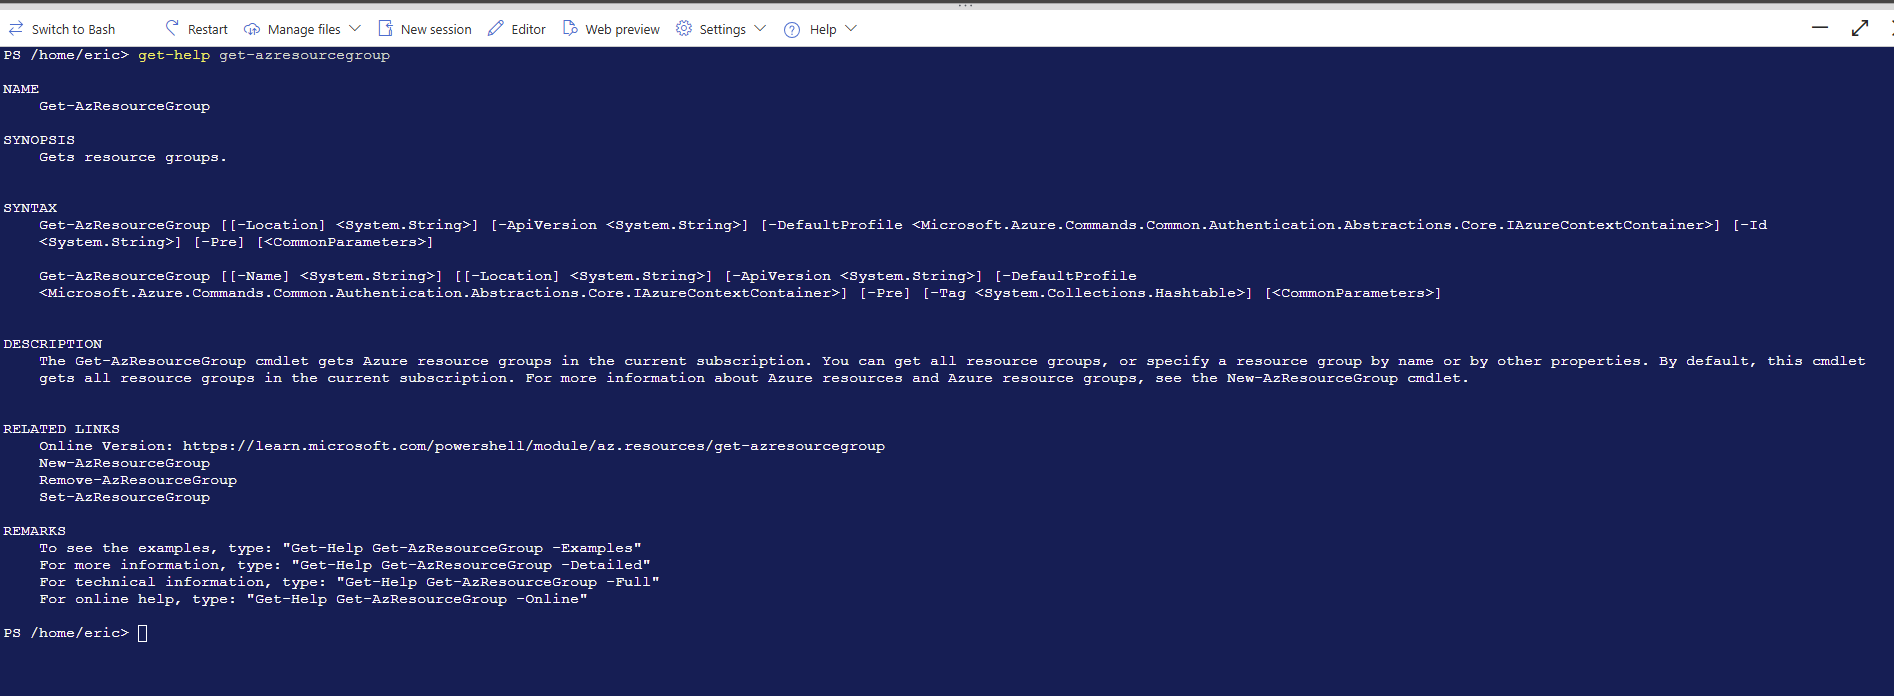 Switch to Bash Restart Manage files New session Editor Web preview Settings Help
PS /home/eric> get-help get-azresourcegroup
NAME
Get-AzResourceGroup
SYNOPSIS
Gets resource groups.
SYNTAX
Get-AzResourceGroup [[-Location] <System.String>] [-ApiVersion <System.String>] [-DefaultProfile <Microsoft.Azure.Commands.Common.Authentication.Abstractions.Core.IAzureContextContainer>] [-Id
<System.String>] [-Pre] [<CommonParameters>]
Get-AzResourceGroup [[-Name] <System.String>] [[-Location] <System.String>] [-ApiVersion <System.String>] [-DefaultProfile
<Microsoft.Azure.Commands.Common.Authentication.Abstractions.Core.IAzureContextContainer>] [-Pre] [-Tag <System.Collections.Hashtable>] [<CommonParameters>]
DESCRIPTION
The Get-AzResourceGroup cmdlet gets Azure resource groups in the current subscription. You can get all resource groups, or specify a resource group by name or by other properties. By default, this cmdlet
gets all resource groups in the current subscription. For more information about Azure resources and Azure resource groups, see the New-AzResourceGroup cmdlet.
RELATED LINKS
Online Version: https://learn.microsoft.com/powershell/module/az.resources/get-azresourcegroup
New-AzResourceGroup
Remove-AzResourceGroup
Set-AzResourceGroup
REMARKS
To see the examples, type: "Get-Help Get-AzResourceGroup -Examples"
For more information, type: "Get-Help Get-AzResourceGroup -Detailed"
For technical information, type: "Get-Help Get-AzResourceGroup -Full"
For online help, type: "Get-Help Get-AzResourceGroup -Online"
PS /home/eric>